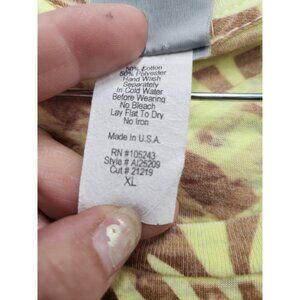 50% Cotton
50% Polyester
Hand Wash
Separately
In Cold Water
Before Wearing
No Bleach
Lay Flat To Dry
No Iron
Made In U.S.A.
RN #105243
Style # AI25209
Cut # 21219
XL